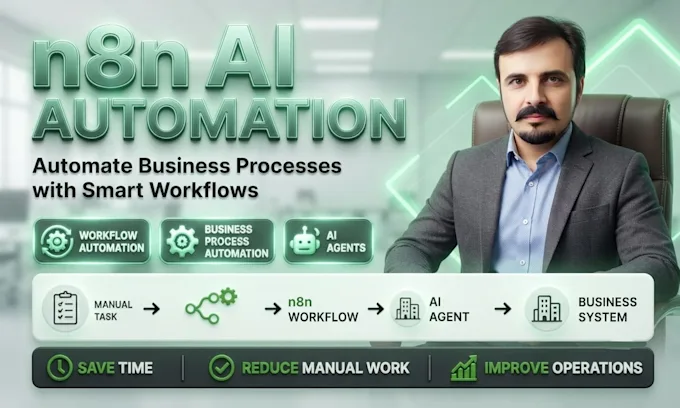 n8n AI
AUTOMATION
Automate Business Processes
with Smart Workflows
WORKFLOW
AUTOMATION
BUSINESS
PROCESS
AUTOMATION
AI
AGENTS
MANUAL
TASK
n8n
WORKFLOW
AI
AGENT
BUSINESS
SYSTEM
SAVE TIME
REDUCE MANUAL WORK
IMPROVE OPERATIONS